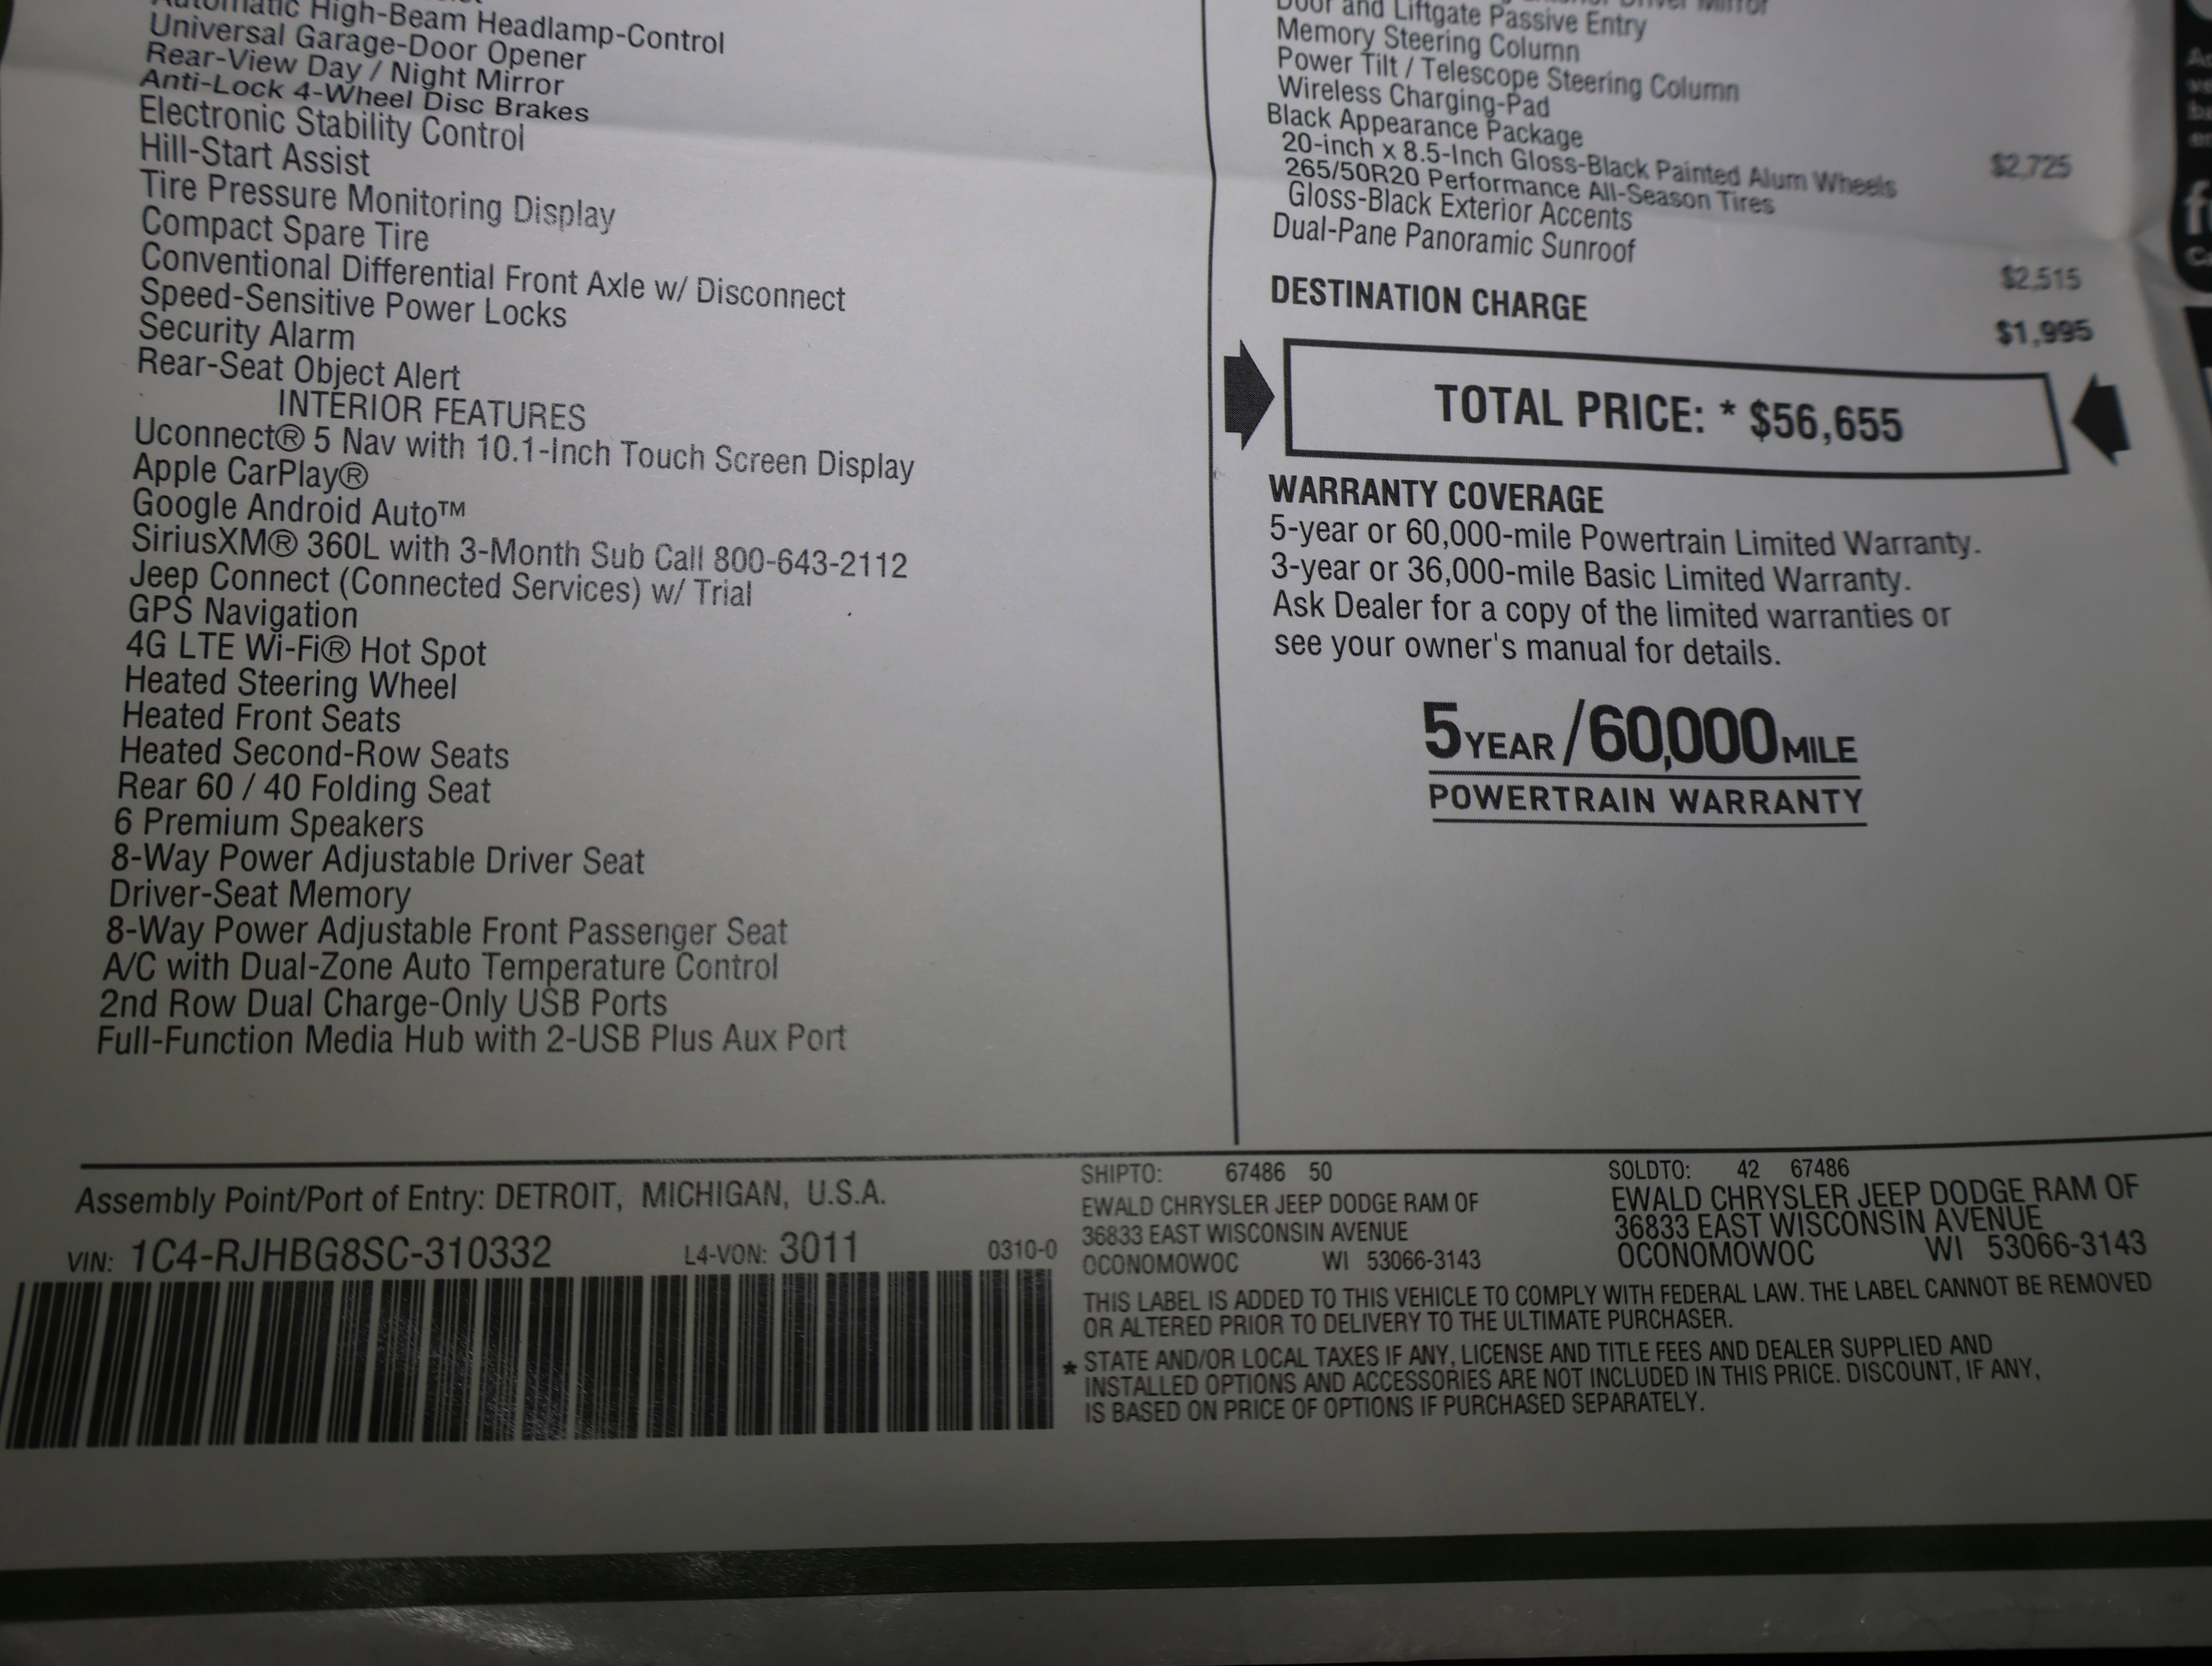 Automatic High-Beam Headlamp-Control
Universal Garage-Door Opener
Rear-View Day / Night Mirror
Anti-Lock 4-Wheel Disc Brakes
Electronic Stability Control
Hill-Start Assist
Tire Pressure Monitoring Display
Compact Spare Tire
Conventional Differential Front Axle w/ Disconnect
Speed-Sensitive Power Locks
Security Alarm
Rear-Seat Object Alert
INTERIOR FEATURES
Uconnect® 5 Nav with 10.1-Inch Touch Screen Display
Apple CarPlay®
Google Android Auto™
SiriusXM® 360L with 3-Month Sub Call 800-643-2112
Jeep Connect (Connected Services) w/ Trial
GPS Navigation
4G LTE Wi-Fi® Hot Spot
Heated Steering Wheel
Heated Front Seats
Heated Second-Row Seats
Rear 60 / 40 Folding Seat
6 Premium Speakers
8-Way Power Adjustable Driver Seat
Driver-Seat Memory
8-Way Power Adjustable Front Passenger Seat
A/C with Dual-Zone Auto Temperature Control
2nd Row Dual Charge-Only USB Ports
Full-Function Media Hub with 2-USB Plus Aux Port
Driver Mirror
Door and Liftgate Passive Entry
Memory Steering Column
Power Tilt / Telescope Steering Column
Wireless Charging-Pad
Black Appearance Package $2,725
20-inch x 8.5-Inch Gloss-Black Painted Alum Wheels
265/50R20 Performance All-Season Tires
Gloss-Black Exterior Accents
Dual-Pane Panoramic Sunroof $2,515
DESTINATION CHARGE $1,995
TOTAL PRICE: * $56,655
WARRANTY COVERAGE
5-year or 60,000-mile Powertrain Limited Warranty.
3-year or 36,000-mile Basic Limited Warranty.
Ask Dealer for a copy of the limited warranties or
see your owner's manual for details.
5 YEAR / 60,000 MILE
POWERTRAIN WARRANTY
Assembly Point/Port of Entry: DETROIT, MICHIGAN, U.S.A.
VIN: 1C4-RJHBG8SC-310332 L4-VON: 3011 0310-0
SHIPTO: 67486 50
EWALD CHRYSLER JEEP DODGE RAM OF
36833 EAST WISCONSIN AVENUE
OCONOMOWOC WI 53066-3143
SOLDTO: 42 67486
EWALD CHRYSLER JEEP DODGE RAM OF
36833 EAST WISCONSIN AVENUE
OCONOMOWOC WI 53066-3143
THIS LABEL IS ADDED TO THIS VEHICLE TO COMPLY WITH FEDERAL LAW. THE LABEL CANNOT BE REMOVED
OR ALTERED PRIOR TO DELIVERY TO THE ULTIMATE PURCHASER.
* STATE AND/OR LOCAL TAXES IF ANY, LICENSE AND TITLE FEES AND DEALER SUPPLIED AND
INSTALLED OPTIONS AND ACCESSORIES ARE NOT INCLUDED IN THIS PRICE. DISCOUNT, IF ANY,
IS BASED ON PRICE OF OPTIONS IF PURCHASED SEPARATELY.